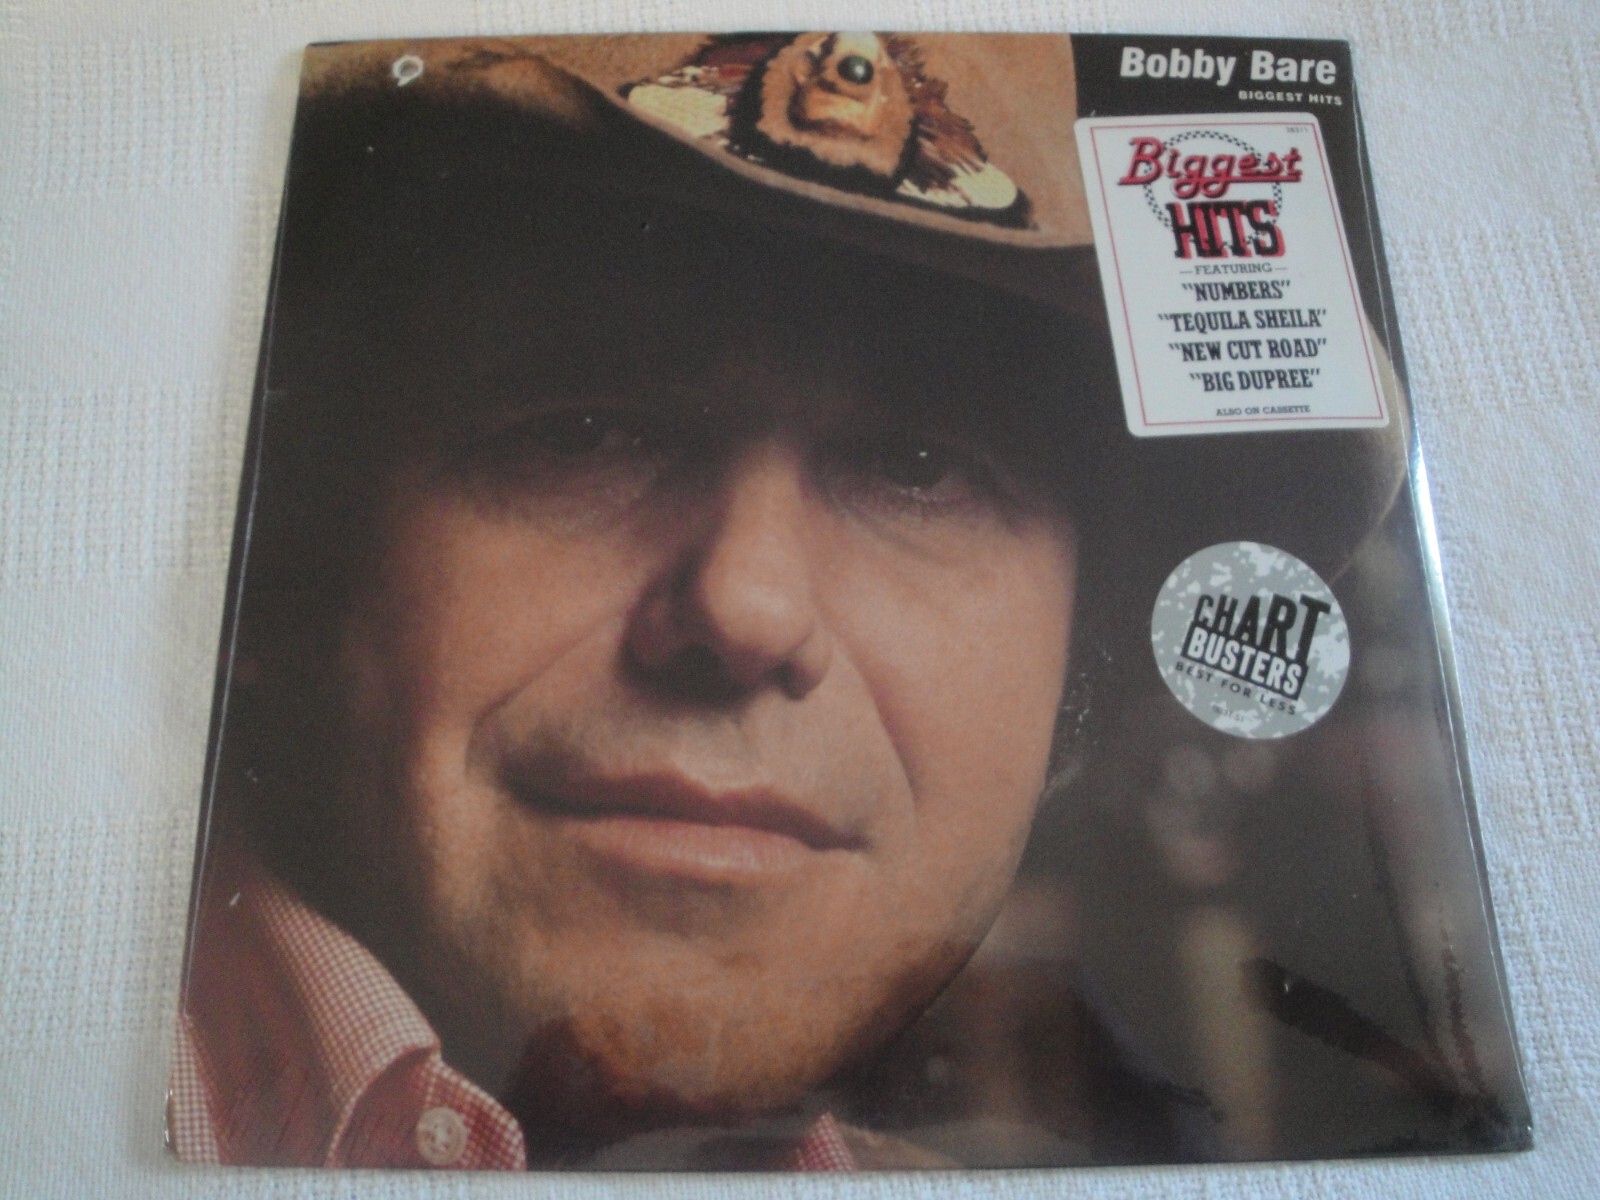 Bobby Bare
BIGGEST HITS
38311
Biggest
HITS
—FEATURING—
"NUMBERS"
"TEQUILA SHEILA"
"NEW CUT ROAD"
"BIG DUPREE"
ALSO ON CASSETTE
CHART
BUSTERS
BEST FOR LESS